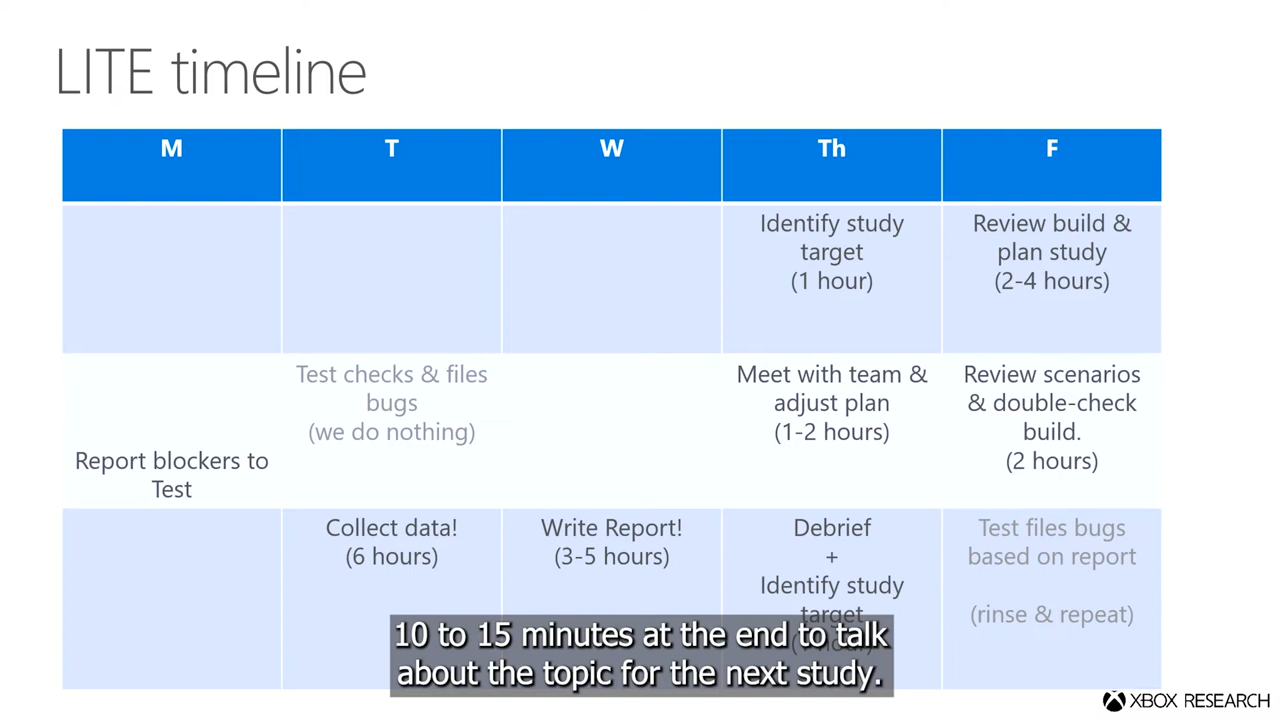 LITE timeline
M
T
W
Th
F
Identify study
target
(1 hour)
Review build &
plan study
(2-4 hours)
Report blockers to
Test
Test checks & files
bugs
(we do nothing)
Meet with team &
adjust plan
(1-2 hours)
Review scenarios
& double-check
build.
(2 hours)
Collect data!
(6 hours)
Write Report!
(3-5 hours)
Debrief
+
Identify study
target
Test files bugs
based on report
(rinse & repeat)
10 to 15 minutes at the end to talk
about the topic for the next study.
XBOX RESEARCH